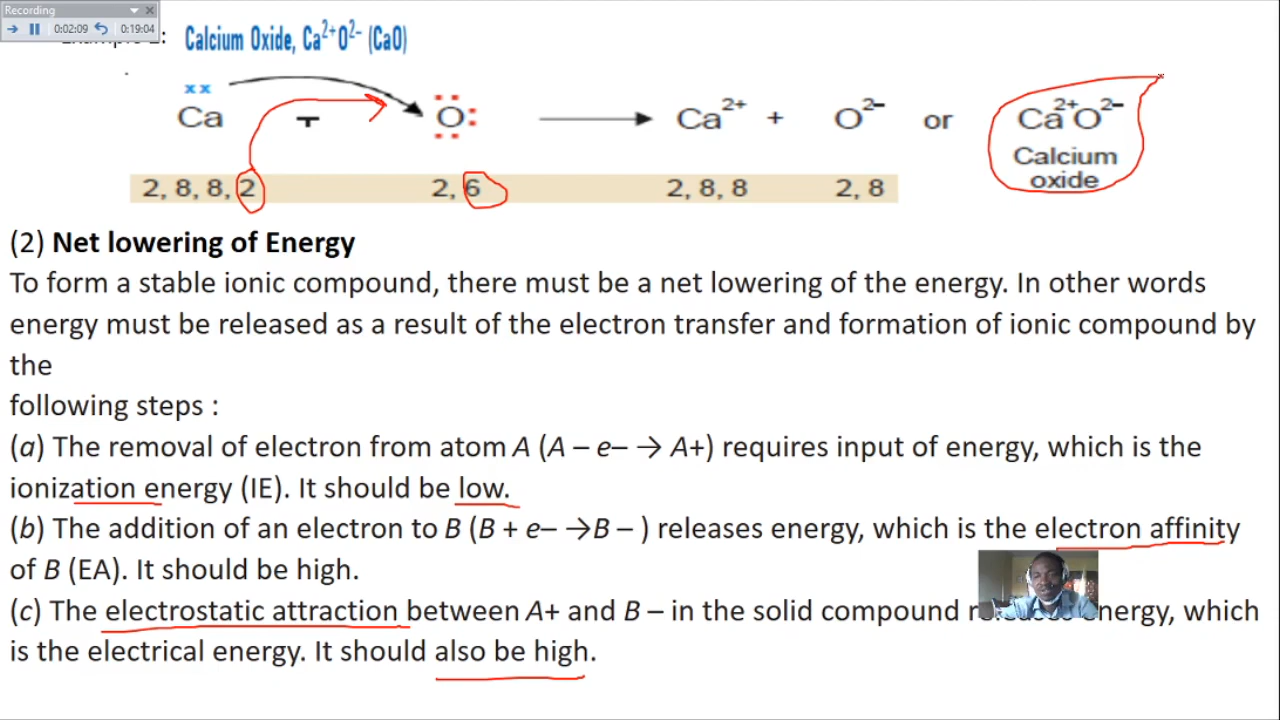 Recording
0:02:09 0:19:04
Calcium Oxide, Ca²⁺O²⁻ (CaO)
x x
Ca + O ⟶ Ca²⁺ + O²⁻ or Ca²⁺O²⁻
Calcium
oxide
2, 8, 8, 2 2, 6 2, 8, 8 2, 8
(2) Net lowering of Energy
To form a stable ionic compound, there must be a net lowering of the energy. In other words
energy must be released as a result of the electron transfer and formation of ionic compound by
the
following steps :
(a) The removal of electron from atom A (A – e– → A+) requires input of energy, which is the
ionization energy (IE). It should be low.
(b) The addition of an electron to B (B + e– →B – ) releases energy, which is the electron affinity
of B (EA). It should be high.
(c) The electrostatic attraction between A+ and B – in the solid compound energy, which
is the electrical energy. It should also be high.